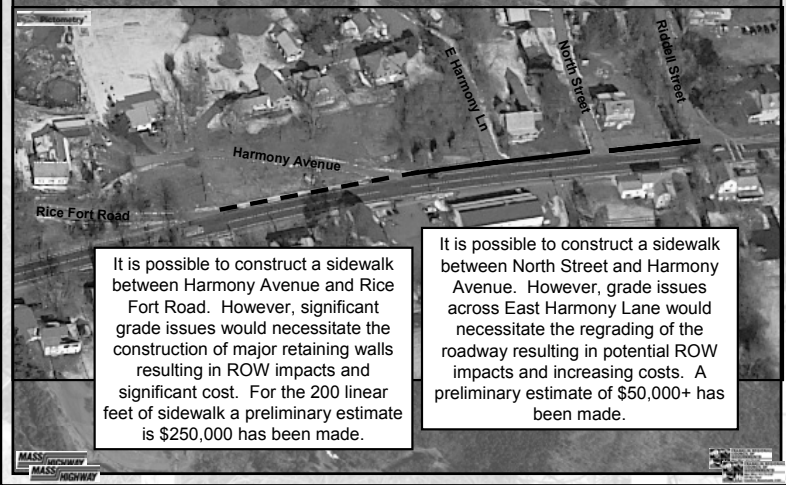 Pictometry
E Harmony Ln
North Street
Riddell Street
Harmony Avenue
Rice Fort Road
It is possible to construct a sidewalk
between Harmony Avenue and Rice
Fort Road. However, significant
grade issues would necessitate the
construction of major retaining walls
resulting in ROW impacts and
significant cost. For the 200 linear
feet of sidewalk a preliminary estimate
is $250,000 has been made.
It is possible to construct a sidewalk
between North Street and Harmony
Avenue. However, grade issues
across East Harmony Lane would
necessitate the regrading of the
roadway resulting in potential ROW
impacts and increasing costs. A
preliminary estimate of $50,000+ has
been made.
MASS
HIGHWAY
MASS
HIGHWAY